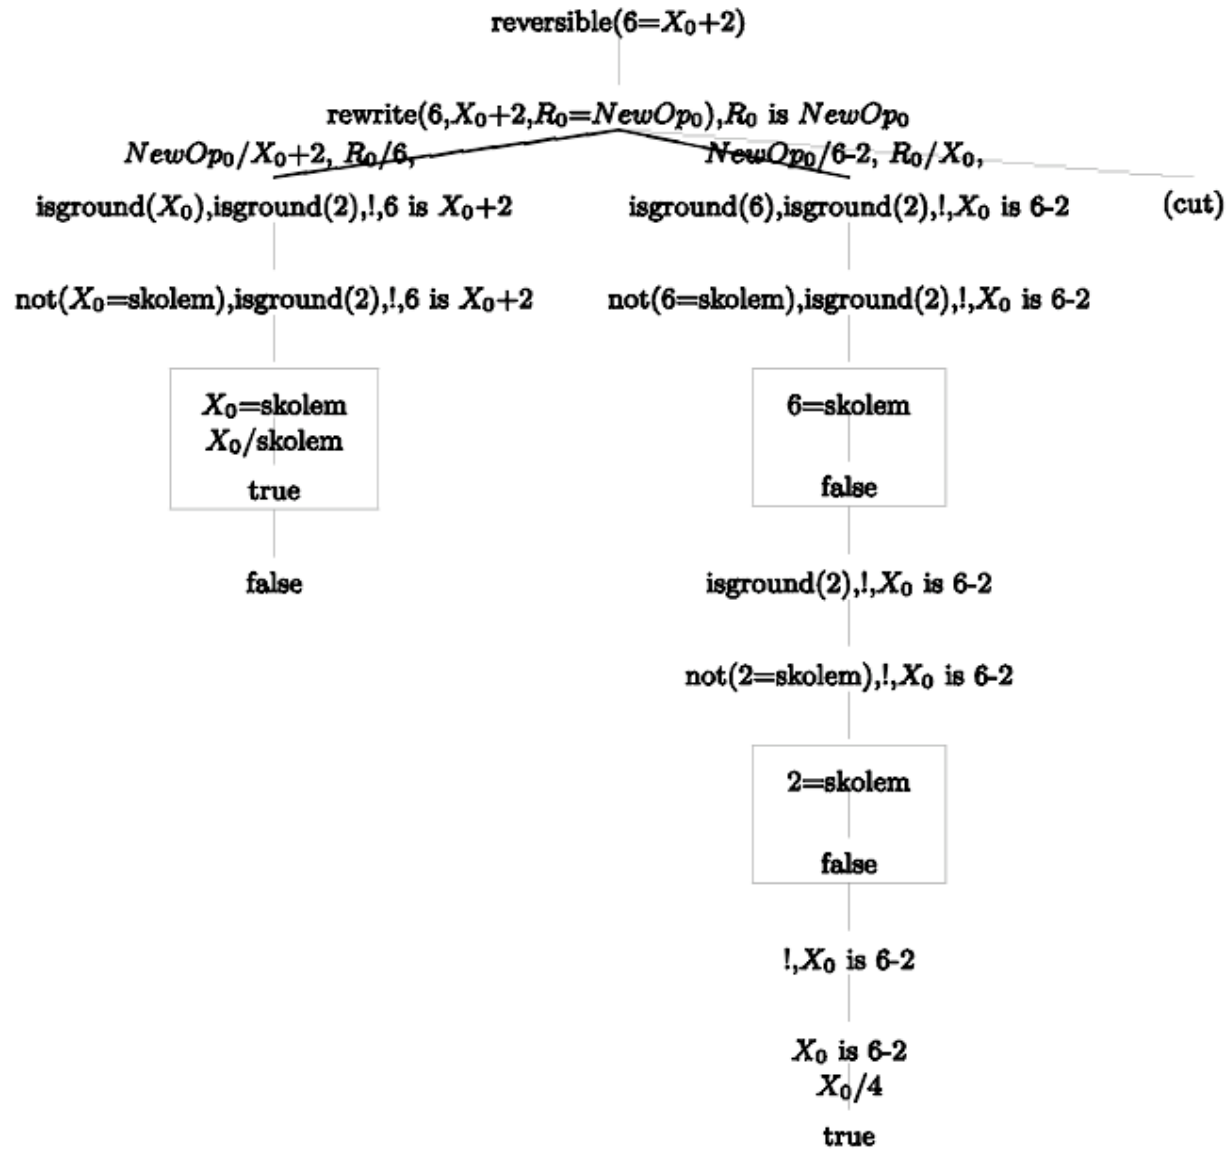 reversible(6=X₀+2)
rewrite(6,X₀+2,R₀=NewOp₀),R₀ is NewOp₀
NewOp₀/X₀+2, R₀/6,
NewOp₀/6-2, R₀/X₀,
isground(X₀),isground(2),!,6 is X₀+2
isground(6),isground(2),!,X₀ is 6-2
(cut)
not(X₀=skolem),isground(2),!,6 is X₀+2
not(6=skolem),isground(2),!,X₀ is 6-2
X₀=skolem
X₀/skolem
true
false
6=skolem
false
isground(2),!,X₀ is 6-2
not(2=skolem),!,X₀ is 6-2
2=skolem
false
!,X₀ is 6-2
X₀ is 6-2
X₀/4
true